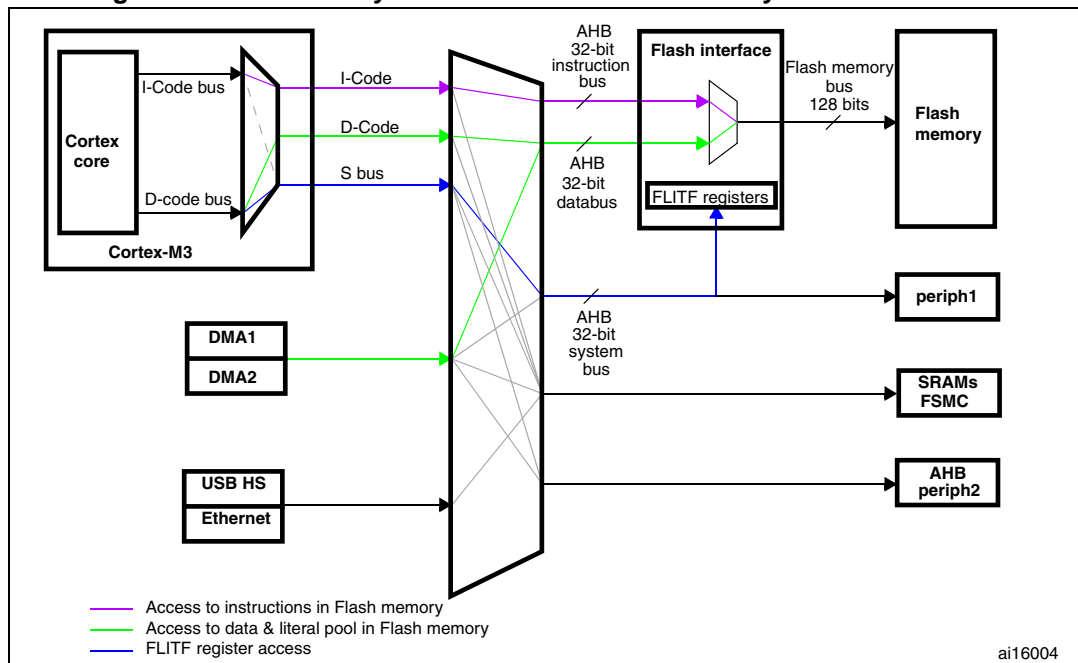 AHB
32-bit
instruction
bus
Flash interface
Flash memory
bus
128 bits
Flash
memory
I-Code bus
I-Code
D-Code
Cortex
core
S bus
AHB
32-bit
databus
FLITF registers
D-code bus
Cortex-M3
AHB
32-bit
system
bus
periph1
DMA1
DMA2
SRAMs
FSMC
USB HS
Ethernet
AHB
periph2
Access to instructions in Flash memory
Access to data & literal pool in Flash memory
FLITF register access
ai16004